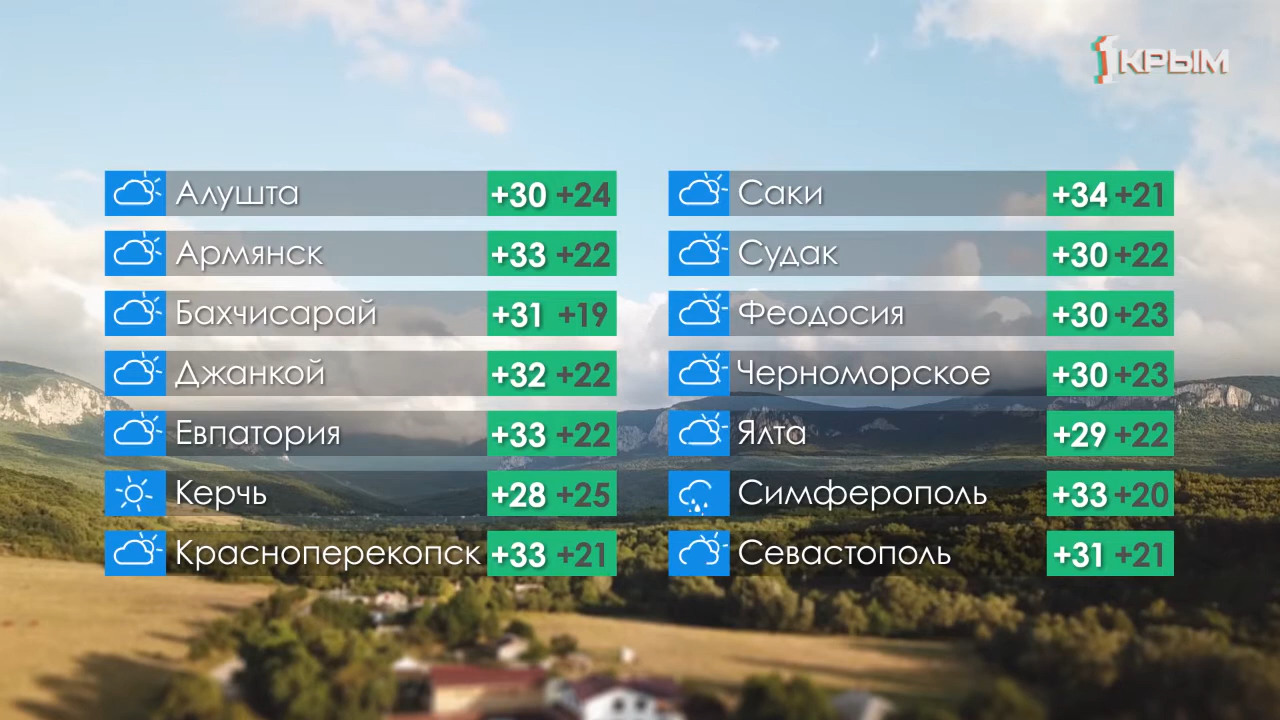 1 КРЫМ
Алушта +30 +24
Армянск +33 +22
Бахчисарай +31 +19
Джанкой +32 +22
Евпатория +33 +22
Керчь +28 +25
Красноперекопск +33 +21
Саки +34 +21
Судак +30 +22
Феодосия +30 +23
Черноморское +30 +23
Ялта +29 +22
Симферополь +33 +20
Севастополь +31 +21